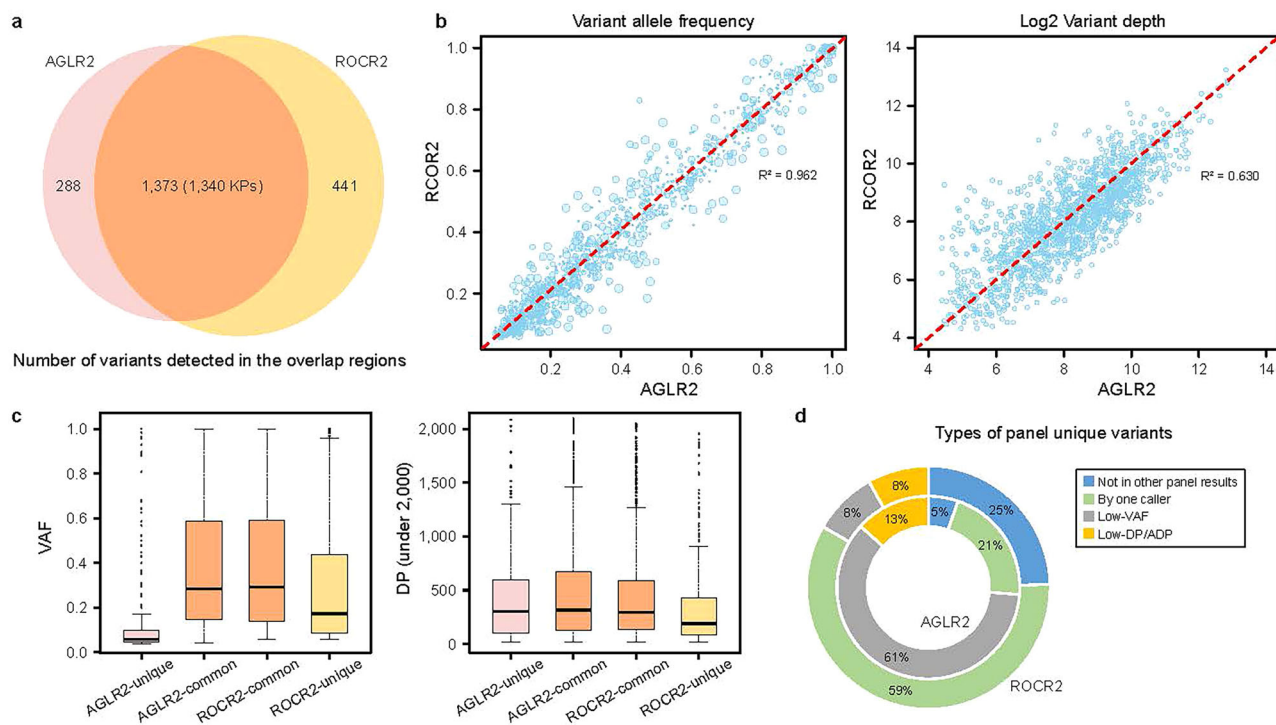 a
AGLR2
ROCR2
288
1,373 (1,340 KPs)
441
Number of variants detected in the overlap regions
b
Variant allele frequency
RCOR2
1.0
0.8
0.6
0.4
0.2
R² = 0.962
0.2 0.4 0.6 0.8 1.0
AGLR2
Log2 Variant depth
RCOR2
14
12
10
8
6
4
R² = 0.630
4 6 8 10 12 14
AGLR2
c
VAF
1.0
0.8
0.6
0.4
0.2
0.0
AGLR2-unique
AGLR2-common
ROCR2-common
ROCR2-unique
DP (under 2,000)
2,000
1,500
1,000
500
0
AGLR2-unique
AGLR2-common
ROCR2-common
ROCR2-unique
d
Types of panel unique variants
Not in other panel results
By one caller
Low-VAF
Low-DP/ADP
8%
8%
25%
13%
5%
21%
AGLR2
61%
59%
ROCR2